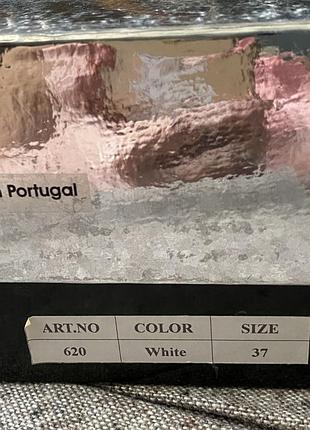 Portugal
ART.NO COLOR SIZE
620 White 37